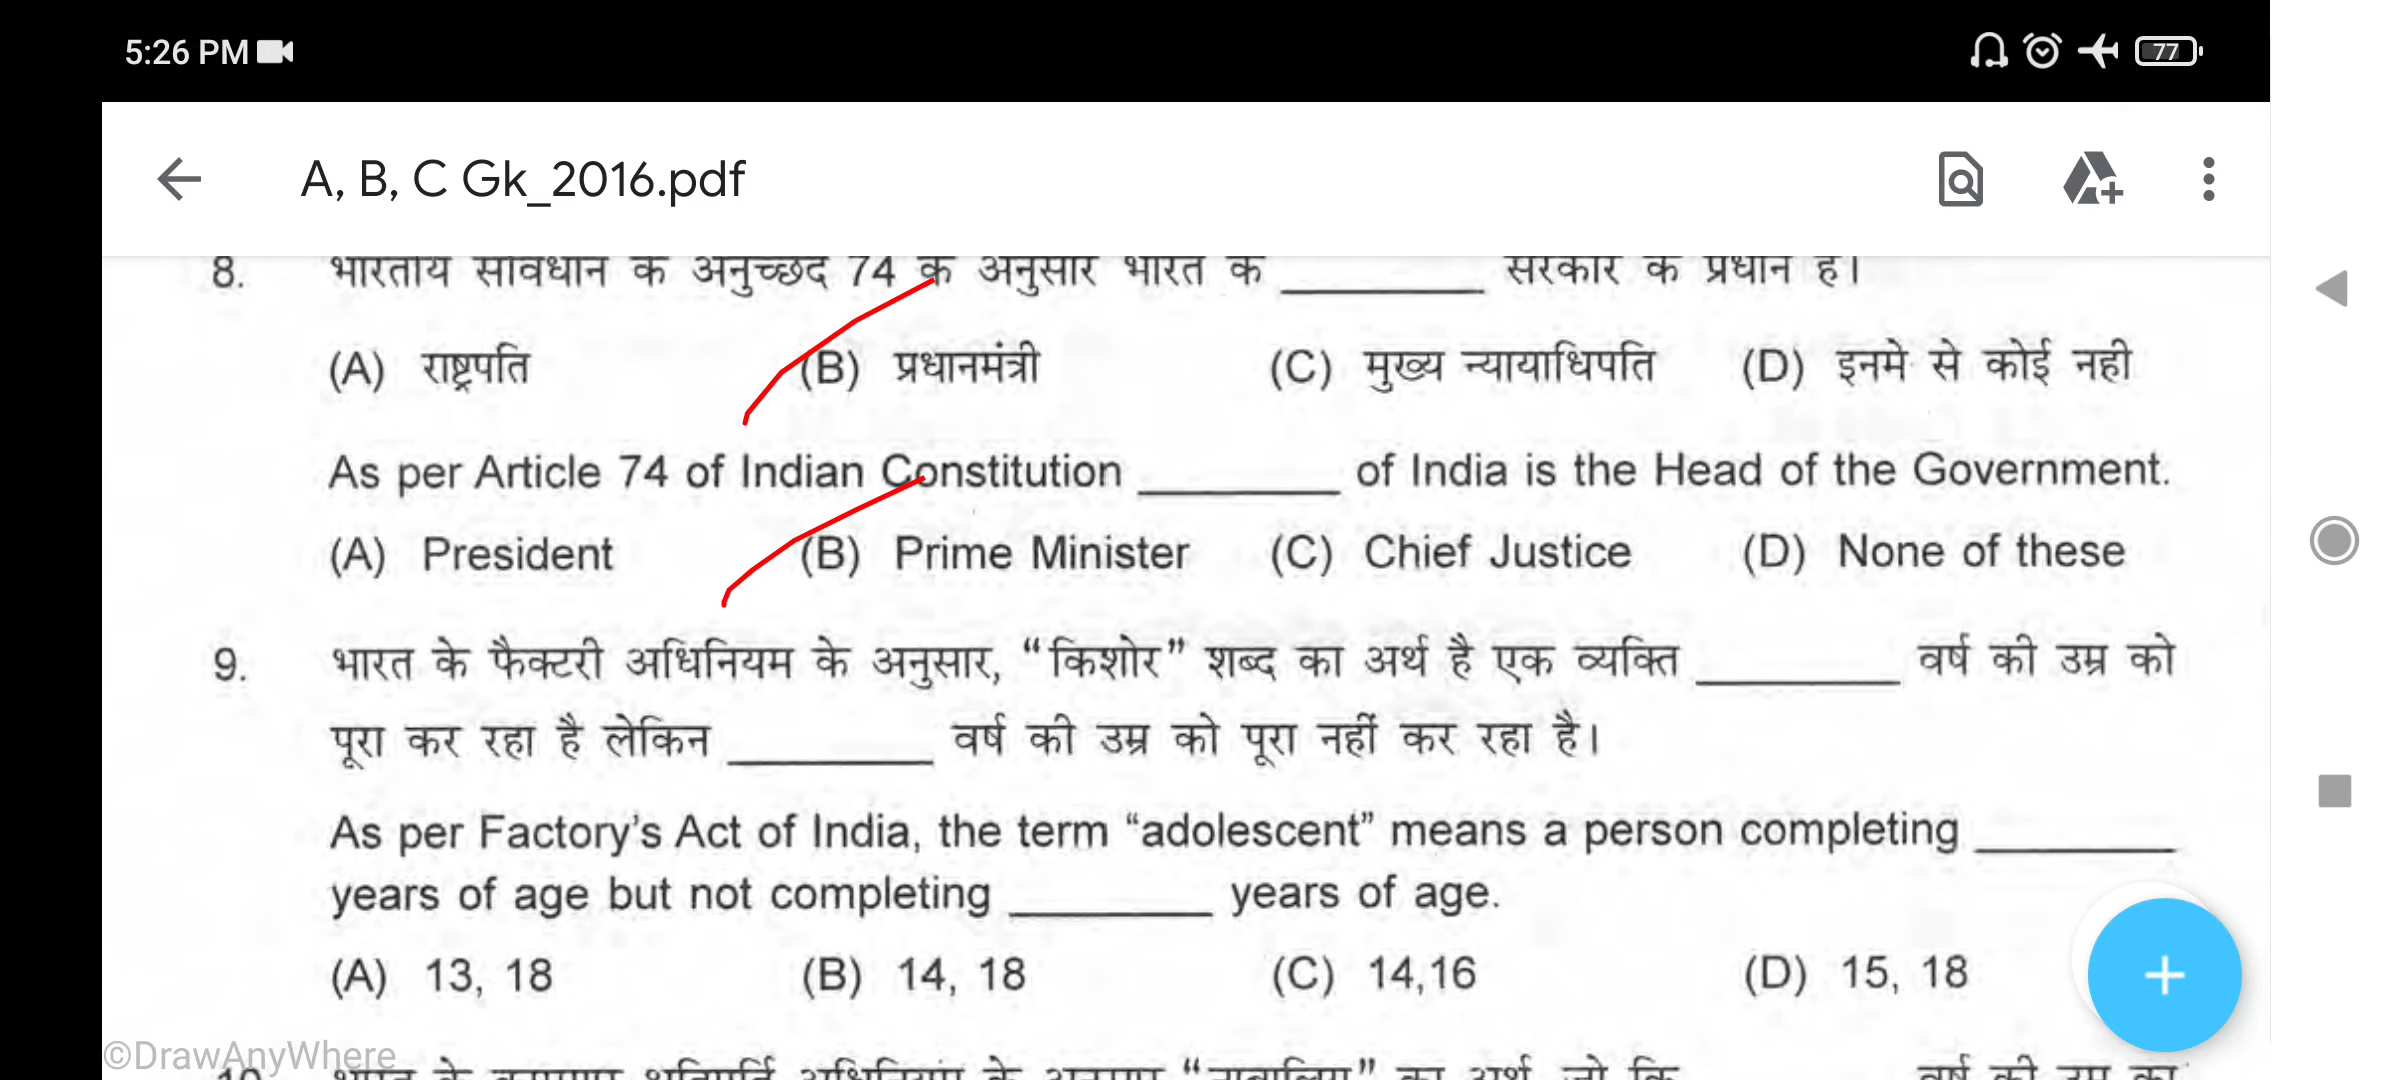 5:26 PM
77
A, B, C Gk_2016.pdf
8. भारतीय संविधान के अनुच्छेद 74 के अनुसार भारत के ________ सरकार के प्रधान है।
(A) राष्ट्रपति (B) प्रधानमंत्री (C) मुख्य न्यायाधिपति (D) इनमे से कोई नही
As per Article 74 of Indian Constitution ________ of India is the Head of the Government.
(A) President (B) Prime Minister (C) Chief Justice (D) None of these
9. भारत के फैक्टरी अधिनियम के अनुसार, “किशोर” शब्द का अर्थ है एक व्यक्ति ________ वर्ष की उम्र को
पूरा कर रहा है लेकिन ________ वर्ष की उम्र को पूरा नहीं कर रहा है।
As per Factory’s Act of India, the term “adolescent” means a person completing ________
years of age but not completing ________ years of age.
(A) 13, 18 (B) 14, 18 (C) 14,16 (D) 15, 18
©DrawAnyWhere